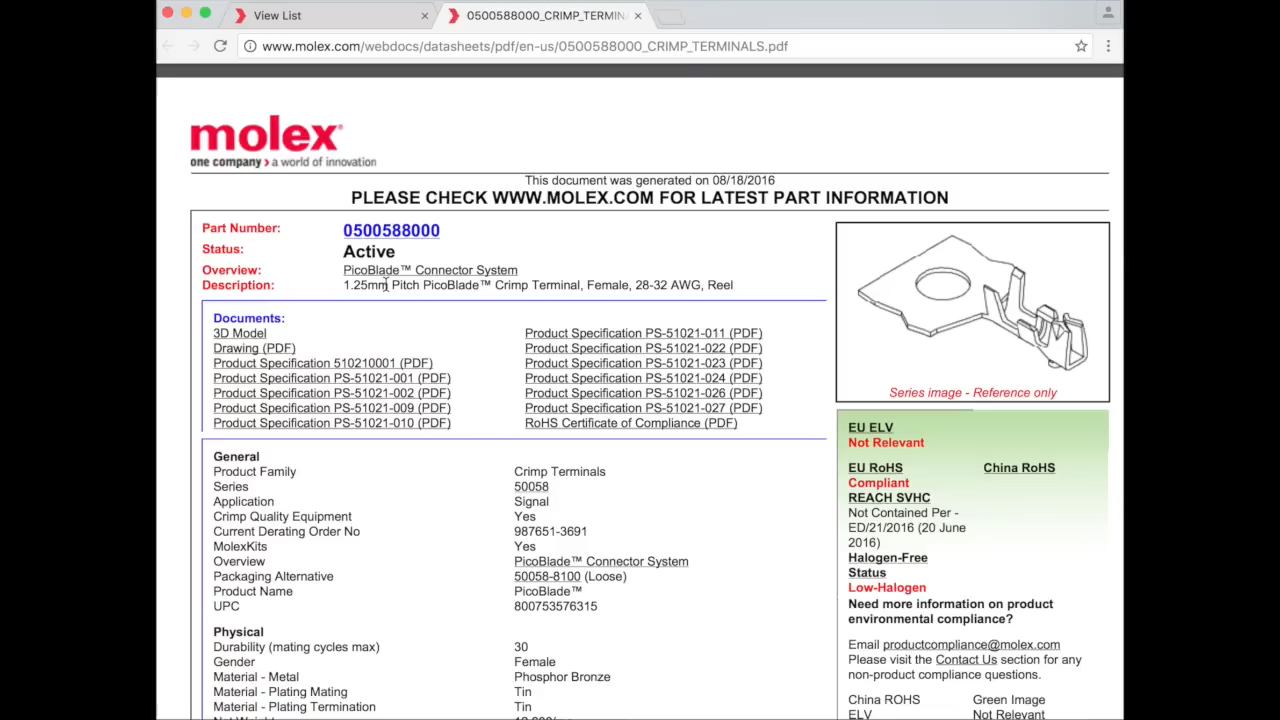 View List
0500588000_CRIMP_TERMIN
www.molex.com/webdocs/datasheets/pdf/en-us/0500588000_CRIMP_TERMINALS.pdf
molex
one company > a world of innovation
This document was generated on 08/18/2016
PLEASE CHECK WWW.MOLEX.COM FOR LATEST PART INFORMATION
Part Number: 0500588000
Status: Active
Overview: PicoBlade™ Connector System
Description: 1.25mm Pitch PicoBlade™ Crimp Terminal, Female, 28-32 AWG, Reel
Documents:
3D Model
Drawing (PDF)
Product Specification 510210001 (PDF)
Product Specification PS-51021-001 (PDF)
Product Specification PS-51021-002 (PDF)
Product Specification PS-51021-009 (PDF)
Product Specification PS-51021-010 (PDF)
Product Specification PS-51021-011 (PDF)
Product Specification PS-51021-022 (PDF)
Product Specification PS-51021-023 (PDF)
Product Specification PS-51021-024 (PDF)
Product Specification PS-51021-026 (PDF)
Product Specification PS-51021-027 (PDF)
RoHS Certificate of Compliance (PDF)
General
Product Family Crimp Terminals
Series 50058
Application Signal
Crimp Quality Equipment Yes
Current Derating Order No 987651-3691
MolexKits Yes
Overview PicoBlade™ Connector System
Packaging Alternative 50058-8100 (Loose)
Product Name PicoBlade™
UPC 800753576315
Physical
Durability (mating cycles max) 30
Gender Female
Material - Metal Phosphor Bronze
Material - Plating Mating Tin
Material - Plating Termination Tin
Series image - Reference only
EU ELV
Not Relevant
EU RoHS China RoHS
Compliant
REACH SVHC
Not Contained Per -
ED/21/2016 (20 June
2016)
Halogen-Free
Status
Low-Halogen
Need more information on product
environmental compliance?
Email productcompliance@molex.com
Please visit the Contact Us section for any
non-product compliance questions.
China ROHS Green Image
ELV Not Relevant